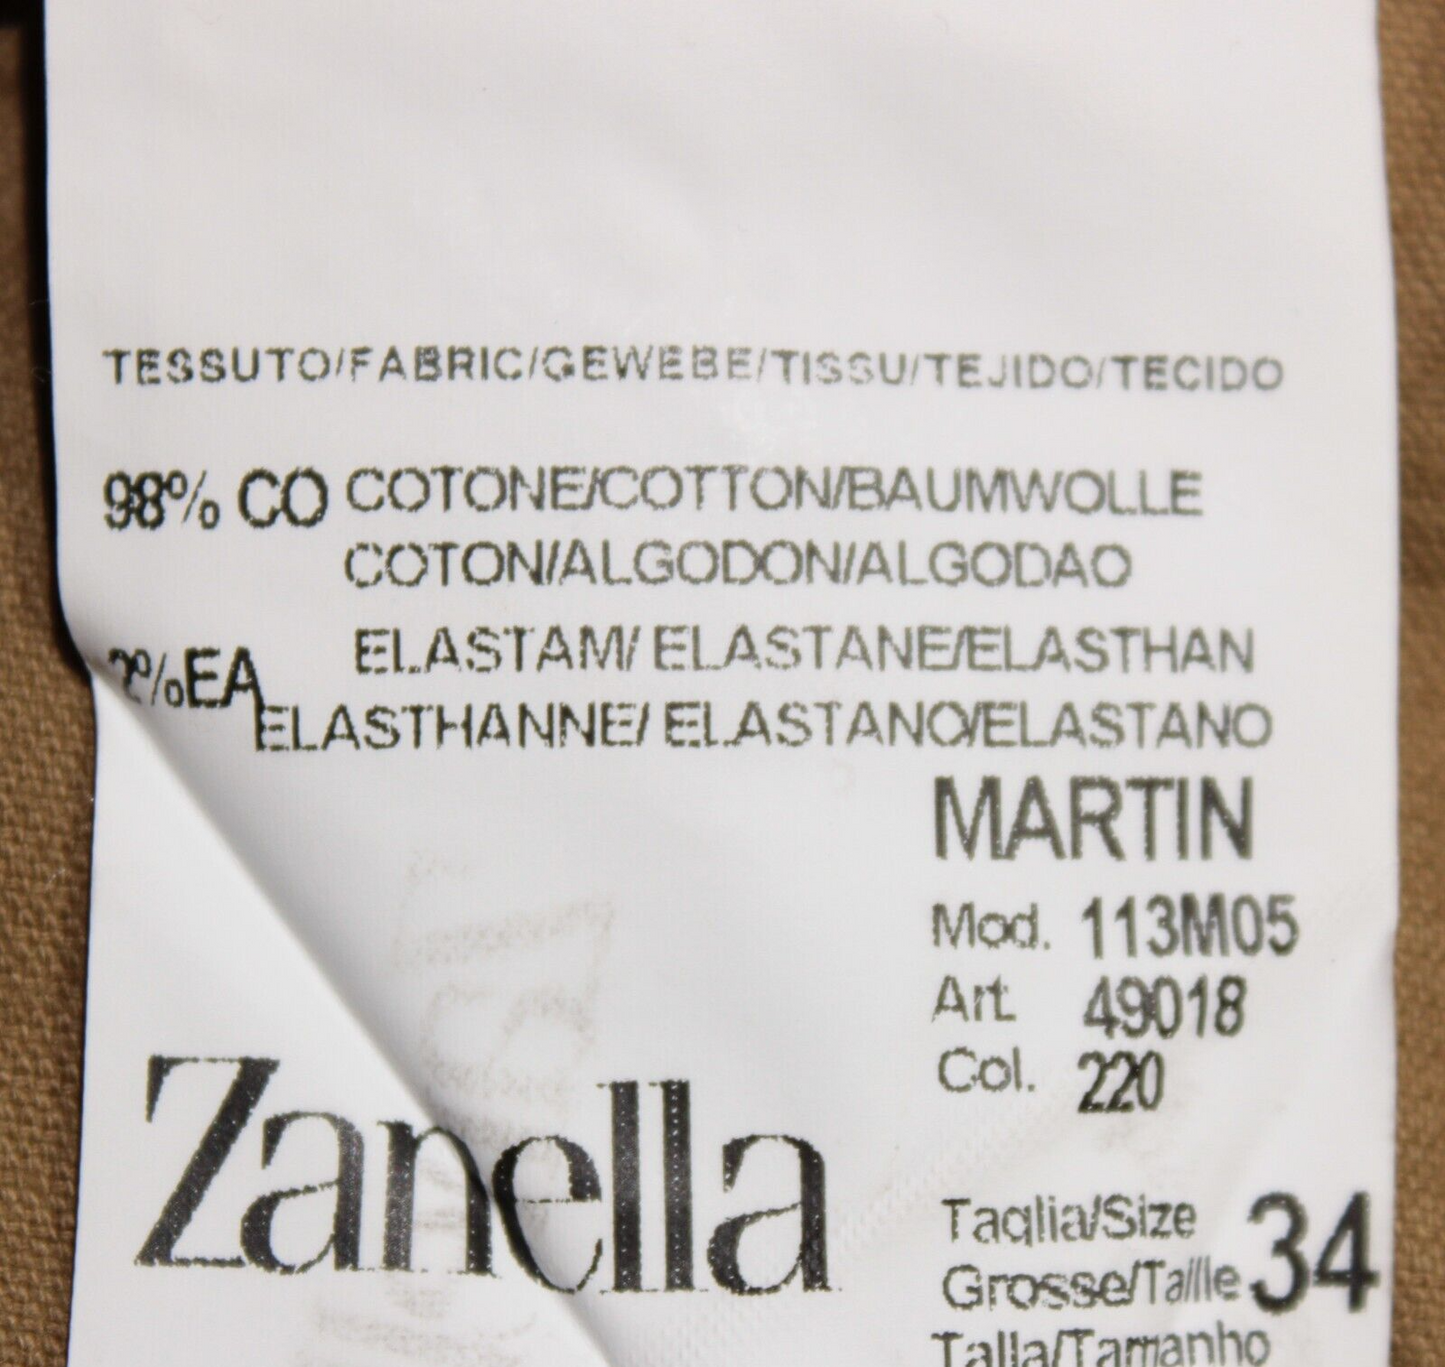 TESSUTO/FABRIC/GEWEBE/TISSU/TEJIDO/TECIDO
98% CO COTONE/COTTON/BAUMWOLLE
COTON/ALGODON/ALGODAO
2%EA ELASTAM/ ELASTANE/ELASTHAN
ELASTHANNE/ ELASTANO/ELASTANO
MARTIN
Mod. 113M05
Art. 49018
Col. 220
Zanella
Taglia/Size
Grosse/Taille 34
Talla/Tamanho